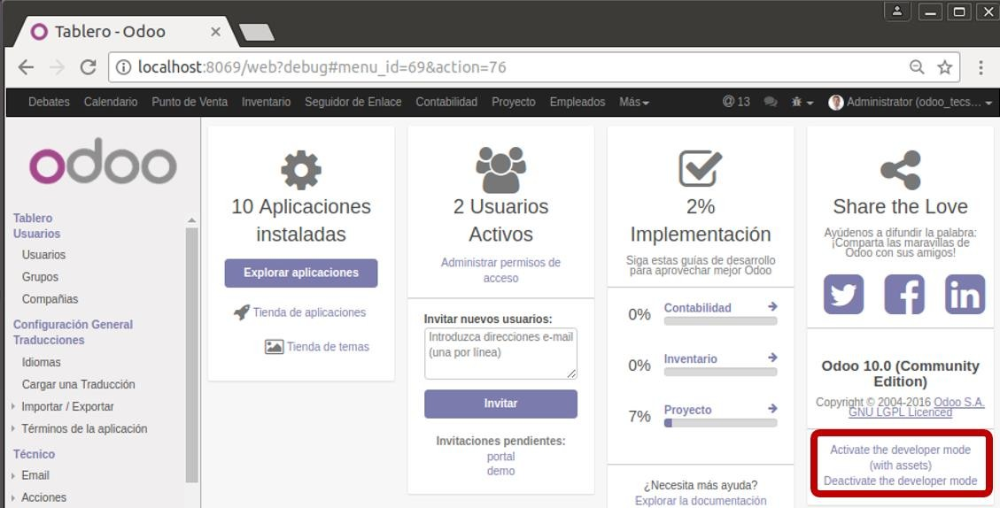 Tablero - Odoo
localhost:8069/web?debug#menu_id=69&action=76
Debates Calendario Punto de Venta Inventario Seguidor de Enlace Contabilidad Proyecto Empleados Más @ 13 Administrator (odoo_tecs...
odoo
Tablero
Usuarios
Usuarios
Grupos
Compañias
Configuración General
Traducciones
Idiomas
Cargar una Traducción
Importar / Exportar
Términos de la aplicación
Técnico
Email
Acciones
10 Aplicaciones
instaladas
Explorar aplicaciones
Tienda de aplicaciones
Tienda de temas
2 Usuarios
Activos
Administrar permisos de
acceso
Invitar nuevos usuarios:
Introduzca direcciones e-mail
(una por línea)
Invitar
Invitaciones pendientes:
portal
demo
2%
Implementación
Siga estas guías de desarrollo
para aprovechar mejor Odoo
0% Contabilidad
0% Inventario
7% Proyecto
¿Necesita más ayuda?
Explorar la documentación
Share the Love
Ayúdenos a difundir la palabra:
¡Comparta las maravillas de
Odoo con sus amigos!
Odoo 10.0 (Community
Edition)
Copyright © 2004-2016 Odoo S.A.
GNU LGPL Licenced
Activate the developer mode
(with assets)
Deactivate the developer mode